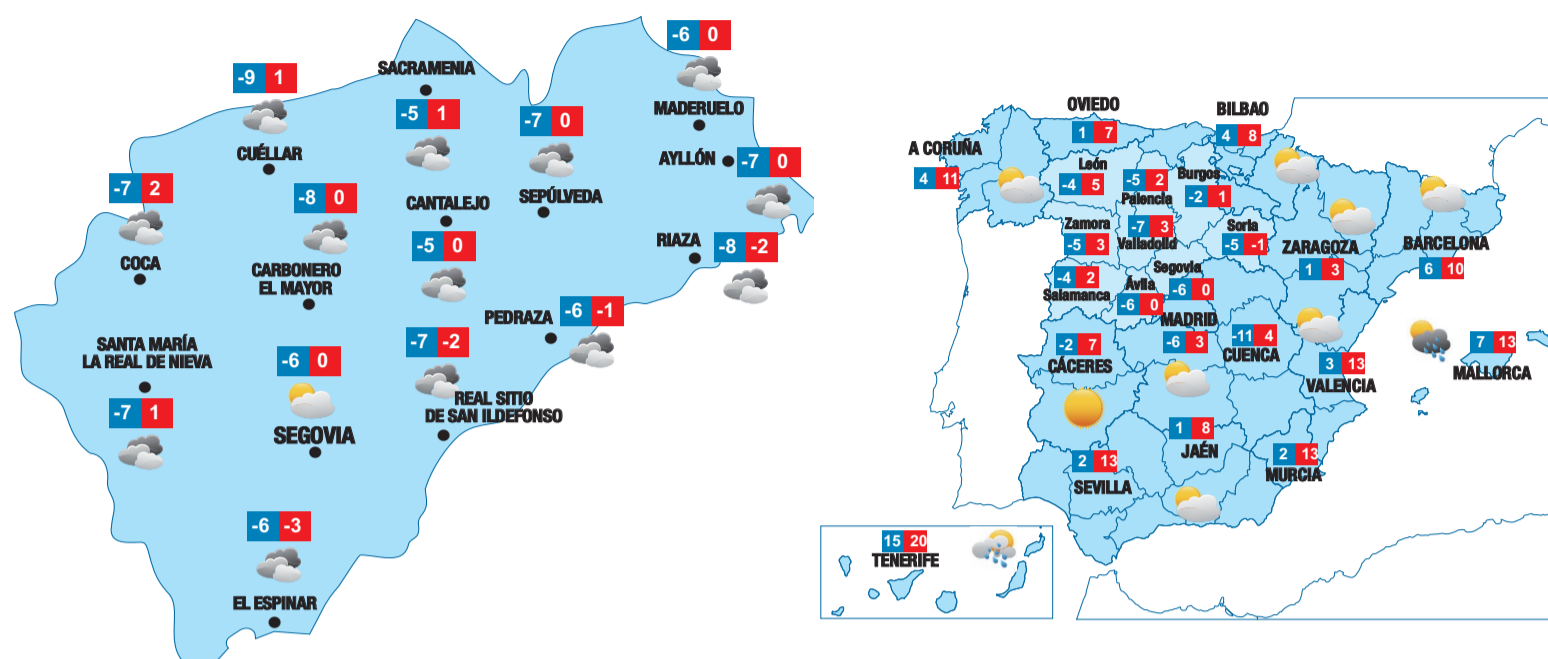 -6 0
MADERUELO
SACRAMENIA
-5 1
-9 1
CUÉLLAR
-7 0
SEPÚLVEDA
AYLLÓN
-7 0
-7 2
COCA
-8 0
CARBONERO
EL MAYOR
CANTALEJO
-5 0
RIAZA
-8 -2
PEDRAZA
-6 -1
SANTA MARÍA
LA REAL DE NIEVA
-7 1
-6 0
SEGOVIA
-7 -2
REAL SITIO
DE SAN ILDEFONSO
-6 -3
EL ESPINAR
OVIEDO
1 7
BILBAO
4 8
A CORUÑA
4 11
León
-4 5
-5 2
Palencia
Burgos
-2 1
Zamora
-5 3
-7 3
Valladolid
Soria
-5 -1
ZARAGOZA
1 3
BARCELONA
6 10
-4 2
Salamanca
Ávila
-6 0
Segovia
-6 0
MADRID
-6 3
-11 4
CUENCA
-2 7
CÁCERES
3 13
VALENCIA
7 13
MALLORCA
1 8
JAÉN
2 13
MURCIA
2 13
SEVILLA
15 20
TENERIFE